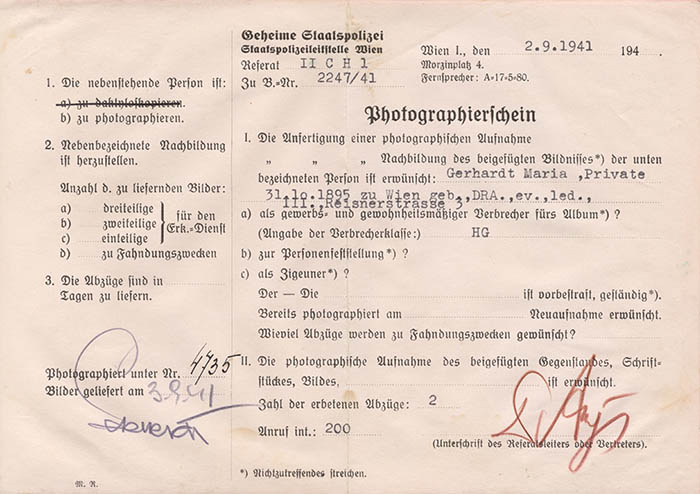 Geheime Staatspolizei
Staatspolizeileitstelle Wien
Referat II C H 1
Zu B.-Nr. 2247/41
Wien I., den 2.9.1941 194
Morzinplatz 4.
Fernsprecher: A-17-5-80.
1. Die nebenstehende Person ist:
a) zu daktyloskopieren.
b) zu photographieren.
2. Nebenbezeichnete Nachbildung
ist herzustellen.
Anzahl d. zu liefernden Bilder:
a) dreiteilige
b) zweiteilige
c) einteilige
für den
Erk.-Dienst
d) zu Fahndungszwecken
3. Die Abzüge sind in
Tagen zu liefern.
Photographiert unter Nr. 4735
Bilder geliefert am 3.9.41
M. R.
Photographierschein
I. Die Anfertigung einer photographischen Aufnahme
„ „ „ Nachbildung des beigefügten Bildnisses*) der unten
bezeichneten Person ist erwünscht: Gerhardt Maria ,Private
31.10.1895 zu Wien geb.,DRA.,ev.,led.,
III.,Reisnerstrasse 3
a) als gewerbs- und gewohnheitsmäßiger Verbrecher fürs Album*) ?
(Angabe der Verbrecherklasse:) HG
b) zur Personenfeststellung*) ?
c) als Zigeuner*) ?
Der — Die ist vorbestraft, geständig*).
Bereits photographiert am Neuaufnahme erwünscht.
Wieviel Abzüge werden zu Fahndungszwecken gewünscht?
II. Die photographische Aufnahme des beigefügten Gegenstandes, Schrift-
stückes, Bildes, ist erwünscht.
Zahl der erbetenen Abzüge: 2
Anruf int.: 200
(Unterschrift des Referatsleiters oder Vertreters).
*) Nichtzutreffendes streichen.